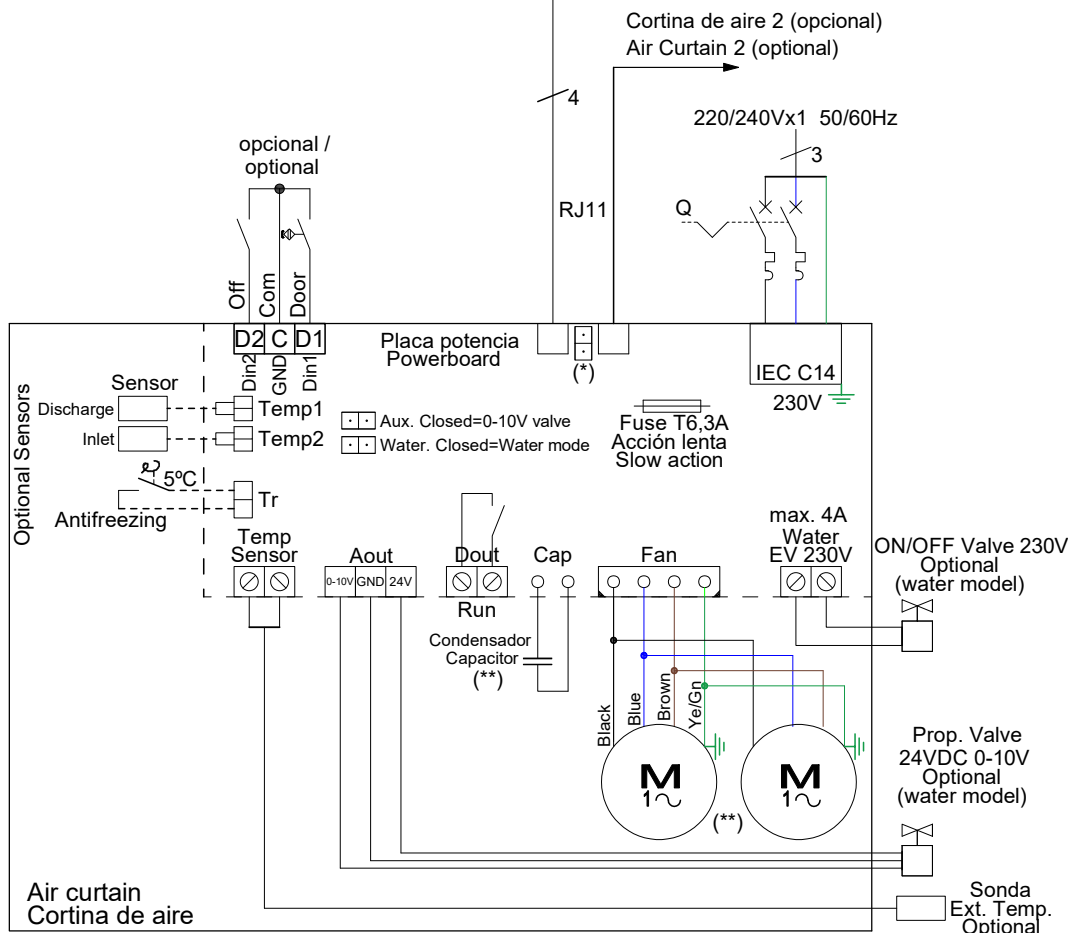 Cortina de aire 2 (opcional)
Air Curtain 2 (optional)
4
220/240Vx1 50/60Hz
3
opcional /
optional
RJ11
Q
Off
Com
Door
D2 C D1
Din2
GND
Din1
Placa potencia
Powerboard
(*)
IEC C14
230V
Optional Sensors
Sensor
Discharge
Temp1
Inlet
Temp2
Aux. Closed=0-10V valve
Water. Closed=Water mode
Fuse T6,3A
Acción lenta
Slow action
5ºC
Tr
Antifreezing
Temp
Sensor
Aout
0-10V GND 24V
Dout
Run
Cap
Fan
max. 4A
Water
EV 230V
ON/OFF Valve 230V
Optional
(water model)
Condensador
Capacitor
(**)
Black
Blue
Brown
Ye/Gn
M
1~
M
1~
(**)
Prop. Valve
24VDC 0-10V
Optional
(water model)
Air curtain
Cortina de aire
Sonda
Ext. Temp.
Optional